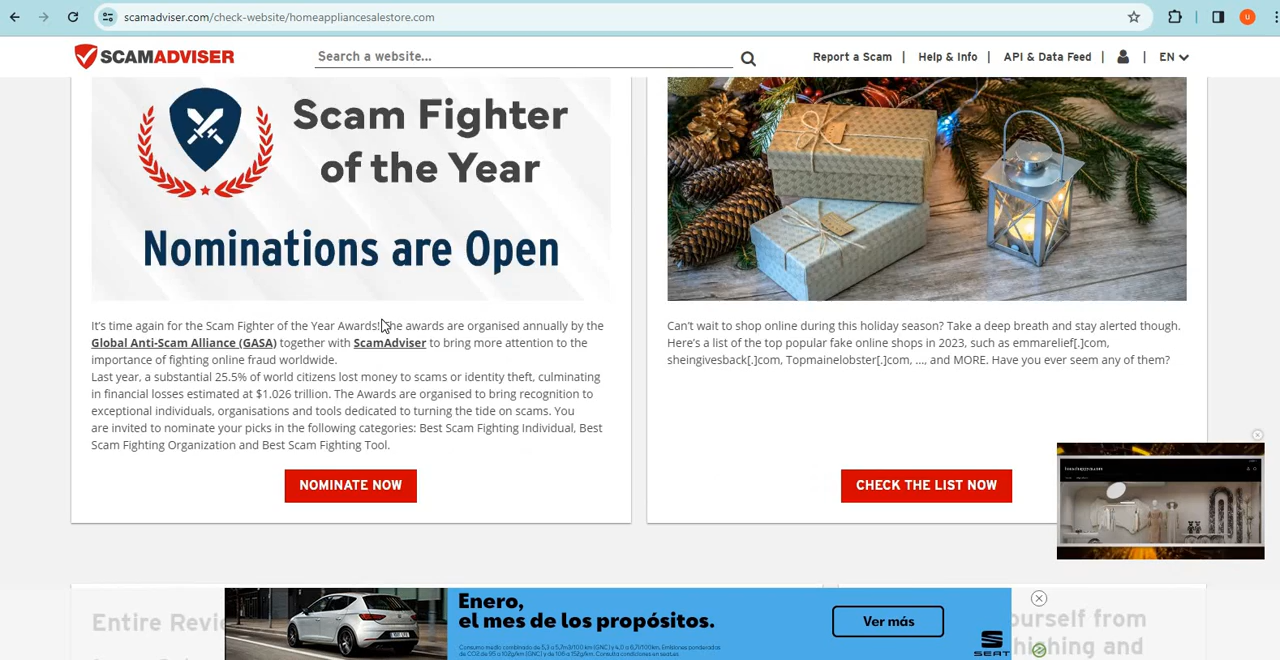 scamadviser.com/check-website/homeappliancesalestore.com
u
SCAMADVISER
Search a website...
Report a Scam | Help & Info | API & Data Feed | | EN
Scam Fighter
of the Year
Nominations are Open
It's time again for the Scam Fighter of the Year Awards! The awards are organised annually by the
Global Anti-Scam Alliance (GASA) together with ScamAdviser to bring more attention to the
importance of fighting online fraud worldwide.
Last year, a substantial 25.5% of world citizens lost money to scams or identity theft, culminating
in financial losses estimated at $1.026 trillion. The Awards are organised to bring recognition to
exceptional individuals, organisations and tools dedicated to turning the tide on scams. You
are invited to nominate your picks in the following categories: Best Scam Fighting Individual, Best
Scam Fighting Organization and Best Scam Fighting Tool.
NOMINATE NOW
Can't wait to shop online during this holiday season? Take a deep breath and stay alerted though.
Here's a list of the top popular fake online shops in 2023, such as emmarelief[.]com,
sheingivesback[.]com, Topmainelobster[.]com, ..., and MORE. Have you ever seem any of them?
CHECK THE LIST NOW
Entire Revie
ourself from
hishing and
Enero,
el mes de los propósitos.
Ver más
SEAT